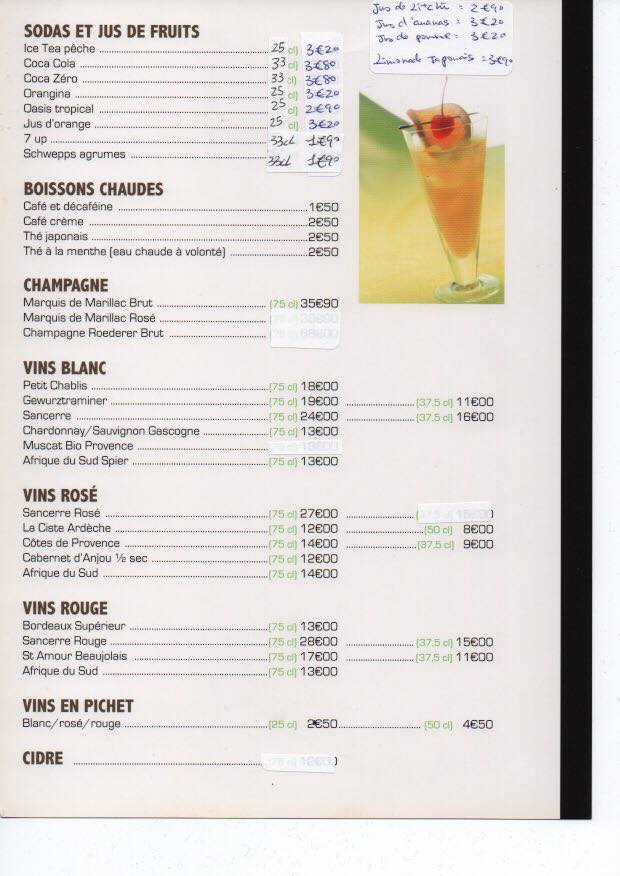 Jus de Litchi = 2€90
Jus d'ananas = 3€20
Jus de pomme = 3€20
Limonade Japonais = 3€90
SODAS ET JUS DE FRUITS
Ice Tea pêche 25 cl) 3€20
Coca Cola 33 cl) 3€80
Coca Zéro 33 cl) 3€80
Orangina 25 cl) 3€20
Oasis tropical 25 cl) 2€90
Jus d'orange 25 cl) 3€20
7 up 33cl 1€90
Schwepps agrumes 33cl 1€90
BOISSONS CHAUDES
Café et décaféine 1€50
Café crème 2€50
Thé japonais 2€50
Thé à la menthe (eau chaude à volonté) 2€50
CHAMPAGNE
Marquis de Marillac Brut (75 cl) 35€90
Marquis de Marillac Rosé
Champagne Roederer Brut
VINS BLANC
Petit Chablis (75 cl) 18€00
Gewurztraminer (75 cl) 19€00 (37,5 cl) 11€00
Sancerre (75 cl) 24€00 (37,5 cl) 16€00
Chardonnay/Sauvignon Gascogne (75 cl) 13€00
Muscat Bio Provence
Afrique du Sud Spier (75 cl) 13€00
VINS ROSÉ
Sancerre Rosé (75 cl) 27€00
La Ciste Ardèche (75 cl) 12€00 (50 cl) 8€00
Côtes de Provence (75 cl) 14€00 (37,5 cl) 9€00
Cabernet d'Anjou ½ sec (75 cl) 12€00
Afrique du Sud (75 cl) 14€00
VINS ROUGE
Bordeaux Supérieur (75 cl) 13€00
Sancerre Rouge (75 cl) 28€00 (37,5 cl) 15€00
St Amour Beaujolais (75 cl) 17€00 (37,5 cl) 11€00
Afrique du Sud (75 cl) 13€00
VINS EN PICHET
Blanc/rosé/rouge (25 cl) 2€50 (50 cl) 4€50
CIDRE